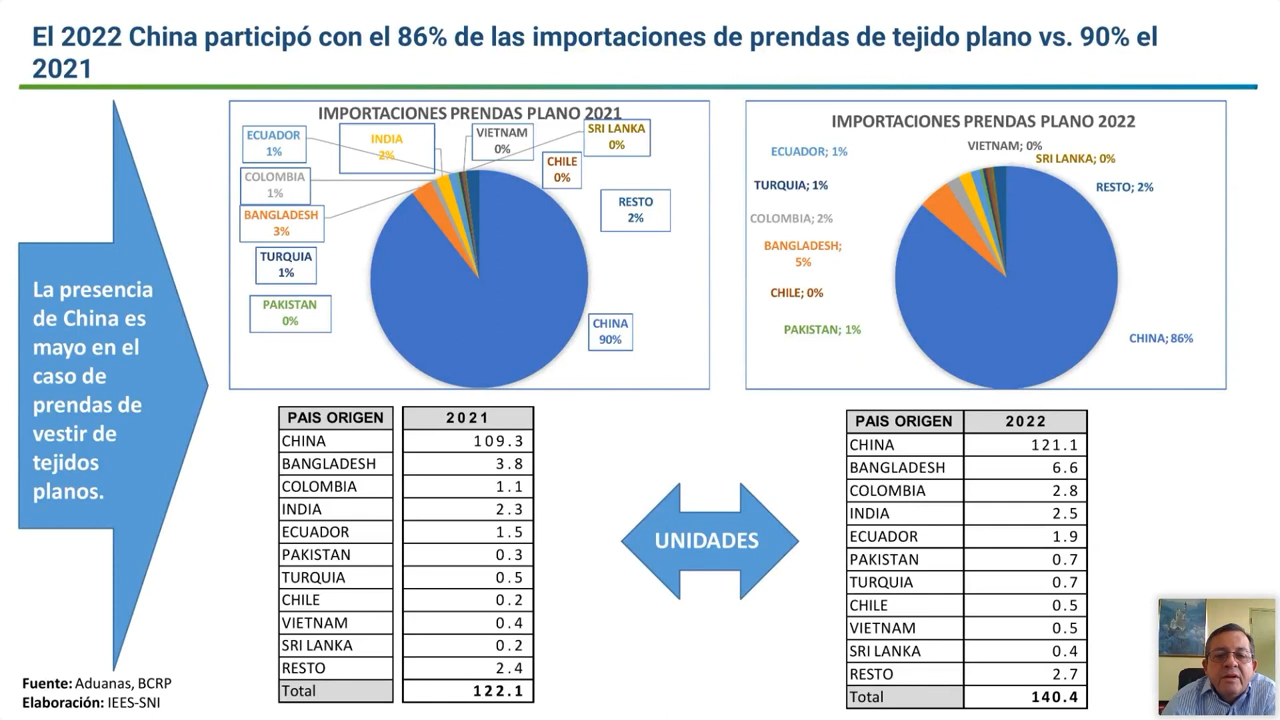 El 2022 China participó con el 86% de las importaciones de prendas de tejido plano vs. 90% el
2021
La presencia
de China es
mayo en el
caso de
prendas de
vestir de
tejidos
planos.
IMPORTACIONES PRENDAS PLANO 2021
ECUADOR
1%
INDIA
2%
VIETNAM
0%
SRI LANKA
0%
COLOMBIA
1%
CHILE
0%
BANGLADESH
3%
RESTO
2%
TURQUIA
1%
PAKISTAN
0%
CHINA
90%
IMPORTACIONES PRENDAS PLANO 2022
VIETNAM; 0%
ECUADOR; 1%
SRI LANKA; 0%
TURQUIA; 1%
RESTO; 2%
COLOMBIA; 2%
BANGLADESH;
5%
CHILE; 0%
PAKISTAN; 1%
CHINA; 86%
PAIS ORIGEN 2021
CHINA 109.3
BANGLADESH 3.8
COLOMBIA 1.1
INDIA 2.3
ECUADOR 1.5
PAKISTAN 0.3
TURQUIA 0.5
CHILE 0.2
VIETNAM 0.4
SRI LANKA 0.2
RESTO 2.4
Total 122.1
UNIDADES
PAIS ORIGEN 2022
CHINA 121.1
BANGLADESH 6.6
COLOMBIA 2.8
INDIA 2.5
ECUADOR 1.9
PAKISTAN 0.7
TURQUIA 0.7
CHILE 0.5
VIETNAM 0.5
SRI LANKA 0.4
RESTO 2.7
Total 140.4
Fuente: Aduanas, BCRP
Elaboración: IEES-SNI